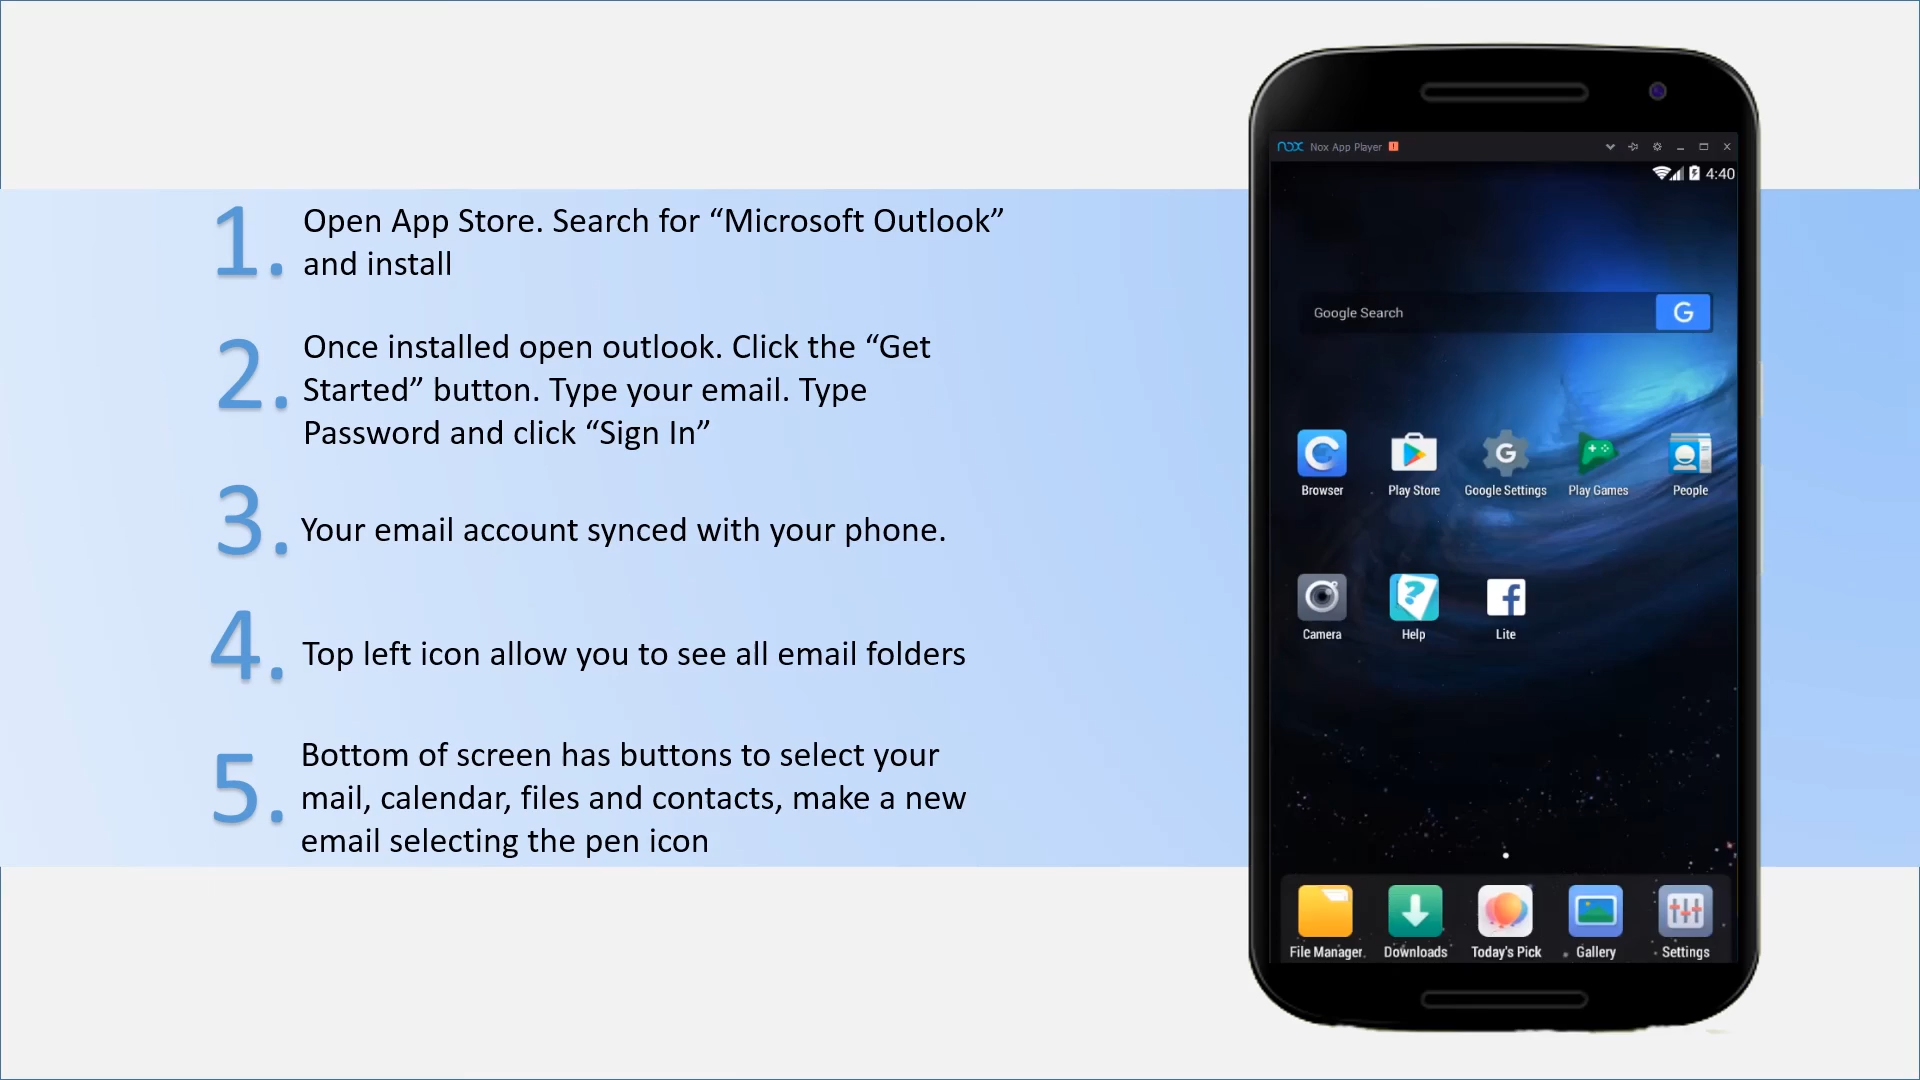 1. Open App Store. Search for “Microsoft Outlook”
and install
2. Once installed open outlook. Click the “Get
Started” button. Type your email. Type
Password and click “Sign In”
3. Your email account synced with your phone.
4. Top left icon allow you to see all email folders
5. Bottom of screen has buttons to select your
mail, calendar, files and contacts, make a new
email selecting the pen icon
nox Nox App Player
4:40
Google Search G
Browser Play Store Google Settings Play Games People
Camera Help Lite
File Manager Downloads Today's Pick Gallery Settings